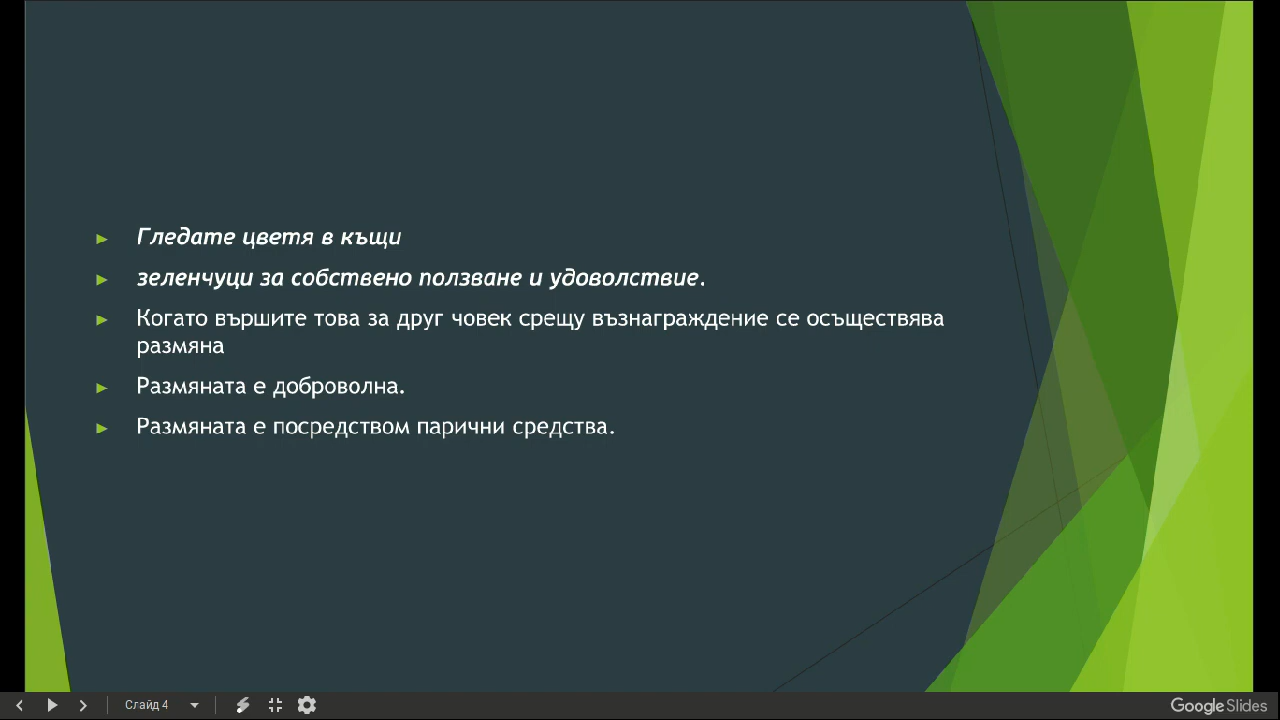 Гледате цветя в къщи
зеленчуци за собствено ползване и удоволствие.
Когато вършите това за друг човек срещу възнаграждение се осъществява
размяна
Размяната е доброволна.
Размяната е посредством парични средства.
Слайд 4
Google Slides